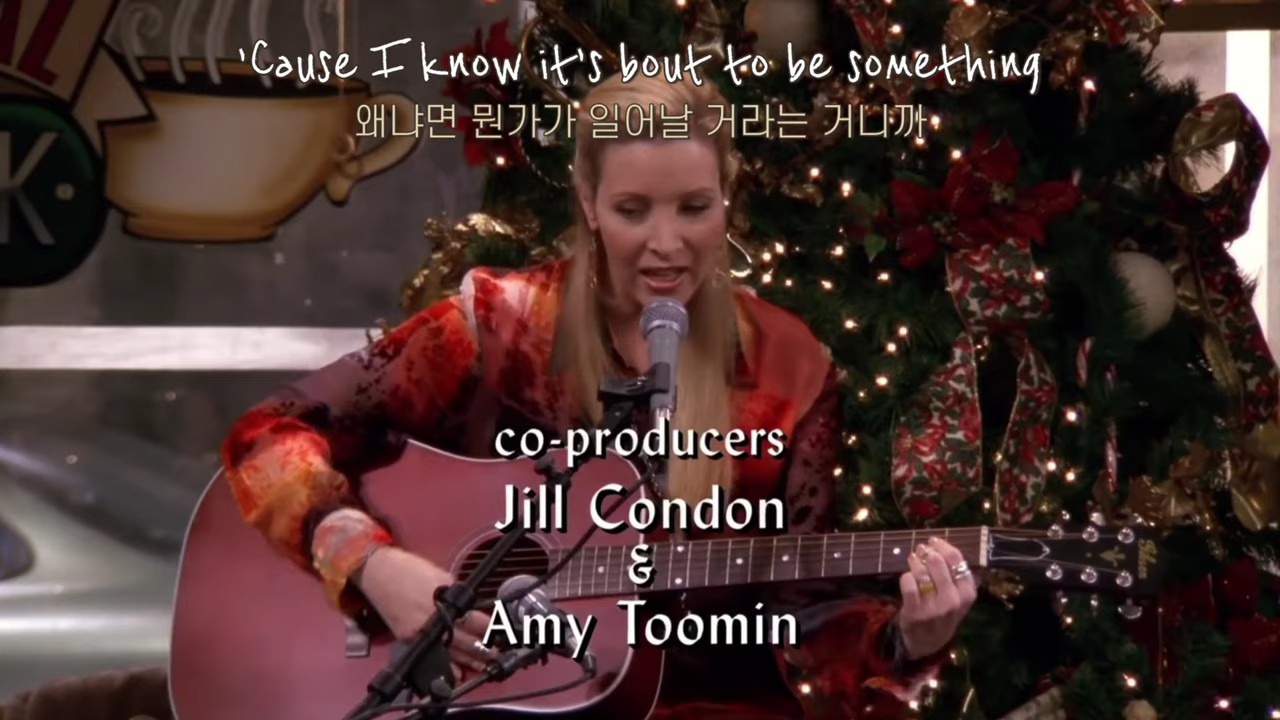 'Cause I know it's bout to be something
왜냐면 뭔가가 일어날 거라는 거니까
K
co-producers
Jill Condon
&
Amy Toomin
Gibson